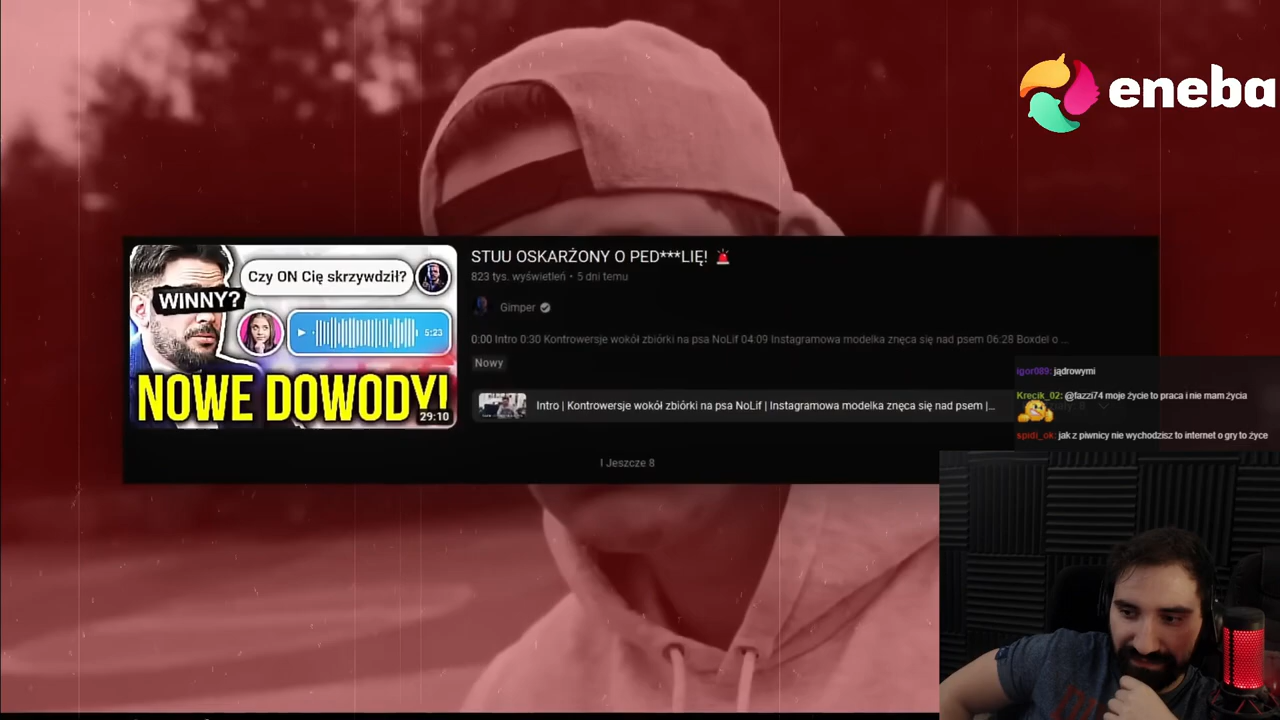 eneba
STUU OSKARŻONY O PED***LIĘ! 🚨
823 tys. wyświetleń • 5 dni temu
Gimper
0:00 Intro 0:30 Kontrowersje wokół zbiórki na psa NoLif 04:09 Instagramowa modelka znęca się nad psem 06:28 Boxdel o ...
Nowy
Intro | Kontrowersje wokół zbiórki na psa NoLif | Instagramowa modelka znęca się nad psem |...
I Jeszcze 8
Czy ON Cię skrzywdził?
WINNY?
5:23
NOWE DOWODY!
29:10
igor089: jądrowymi
Krecik_02: @fazzi74 moje życie to praca i nie mam życia
spidi_ok: jak z piwnicy nie wychodzisz to internet o gry to życe